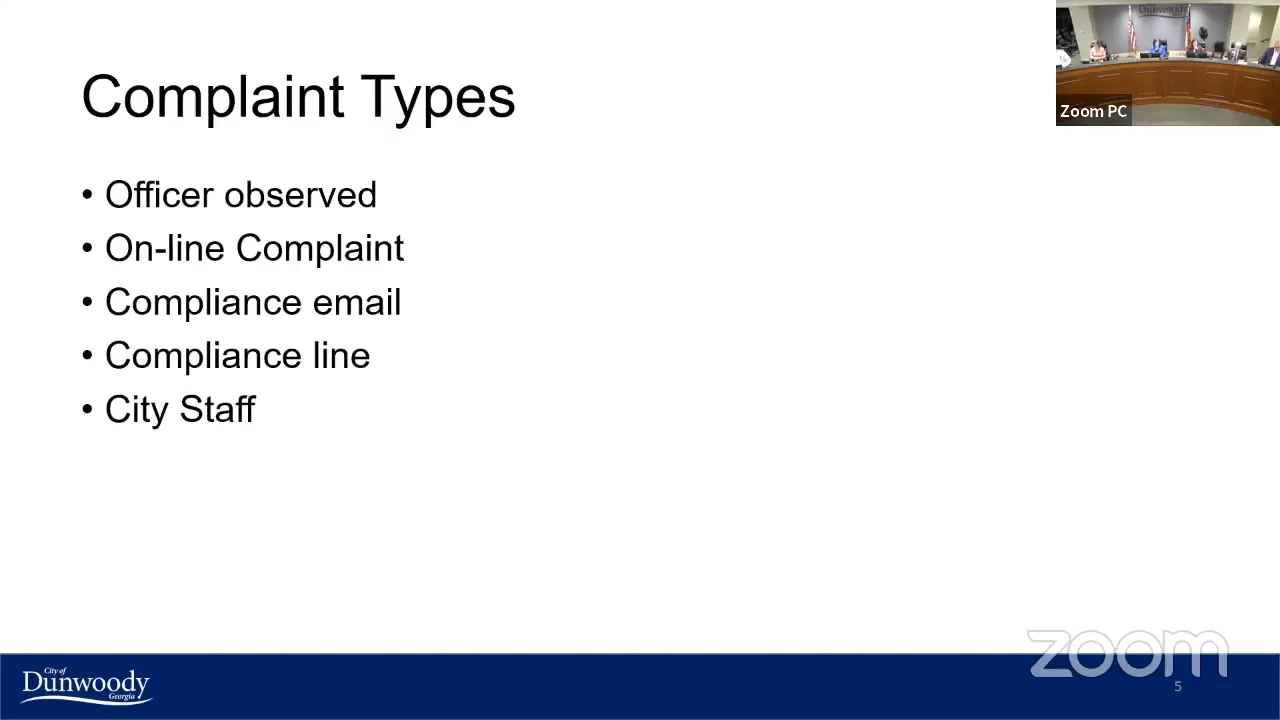 Complaint Types
• Officer observed
• On-line Complaint
• Compliance email
• Compliance line
• City Staff
Dunwoody
Zoom PC
City of
Dunwoody
Georgia
zoom
5